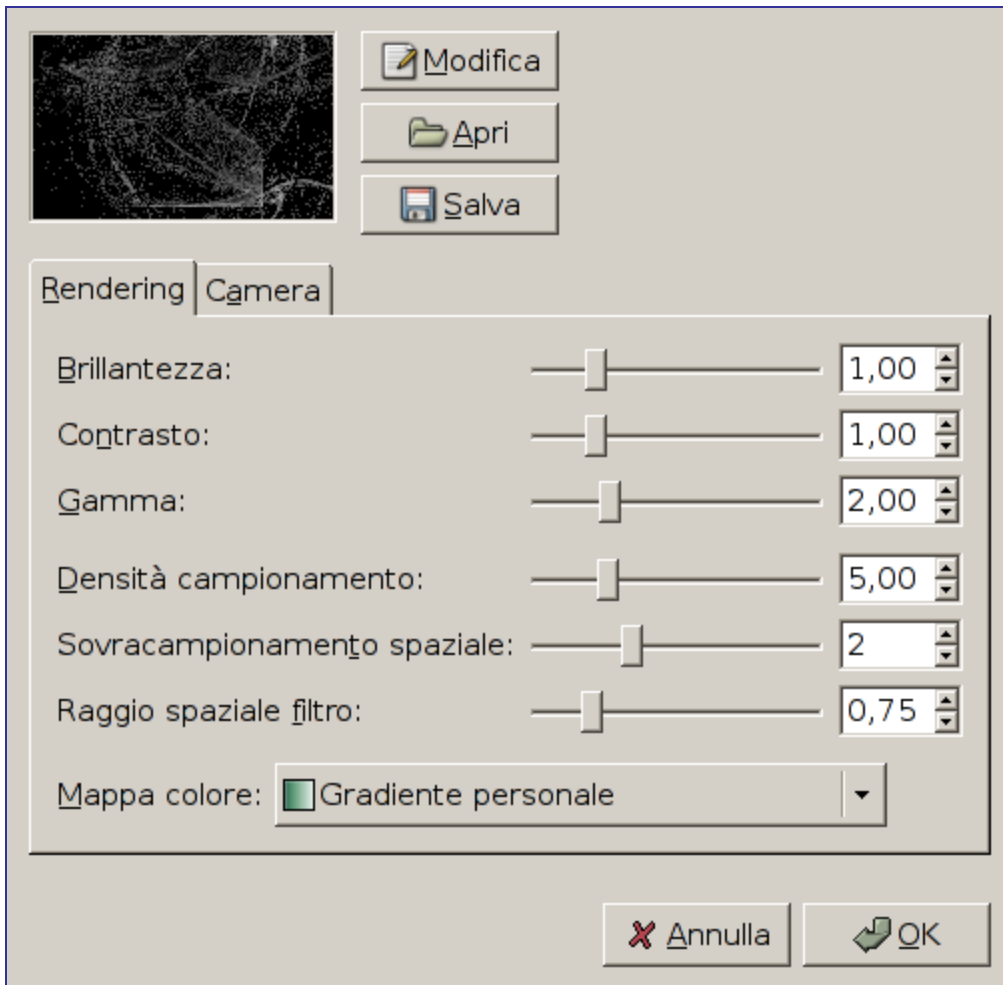 Modifica
Apri
Salva
Rendering Camera
Brillantezza: 1,00
Contrasto: 1,00
Gamma: 2,00
Densità campionamento: 5,00
Sovracampionamento spaziale: 2
Raggio spaziale filtro: 0,75
Mappa colore: Gradiente personale
Annulla OK